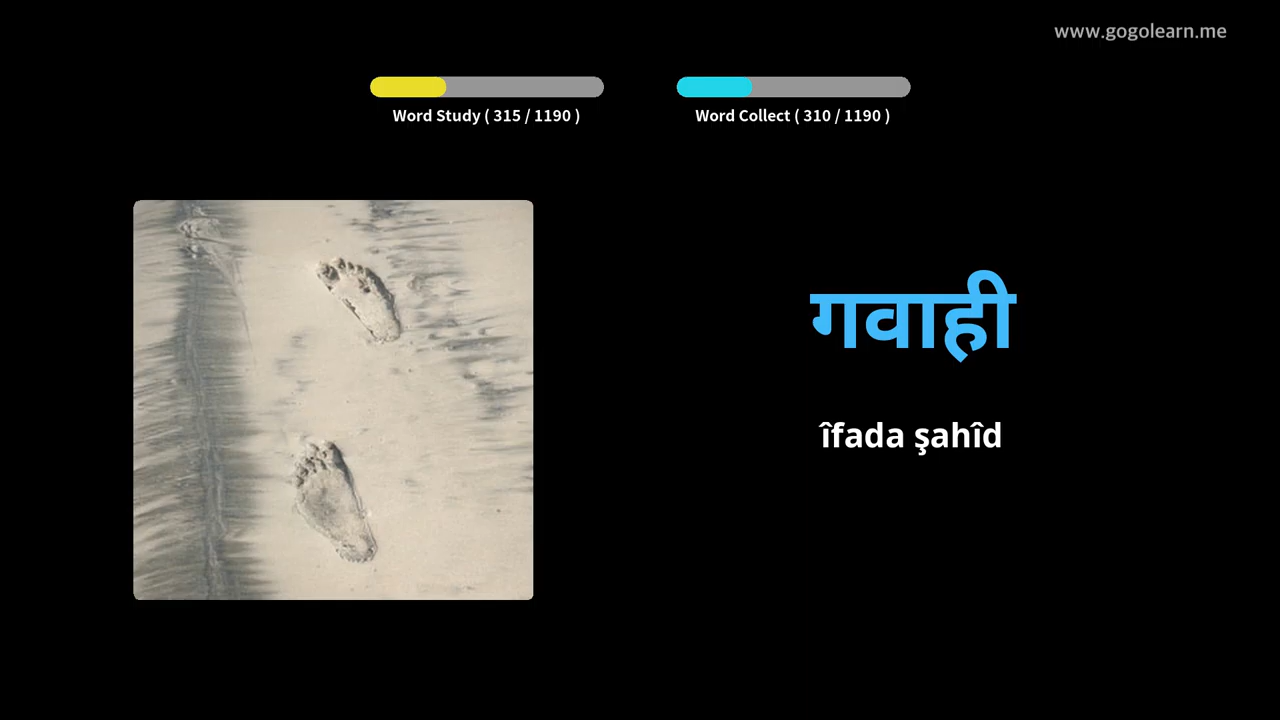 www.gogolearn.me
Word Study ( 315 / 1190 )
Word Collect ( 310 / 1190 )
गवाही
îfada şahîd